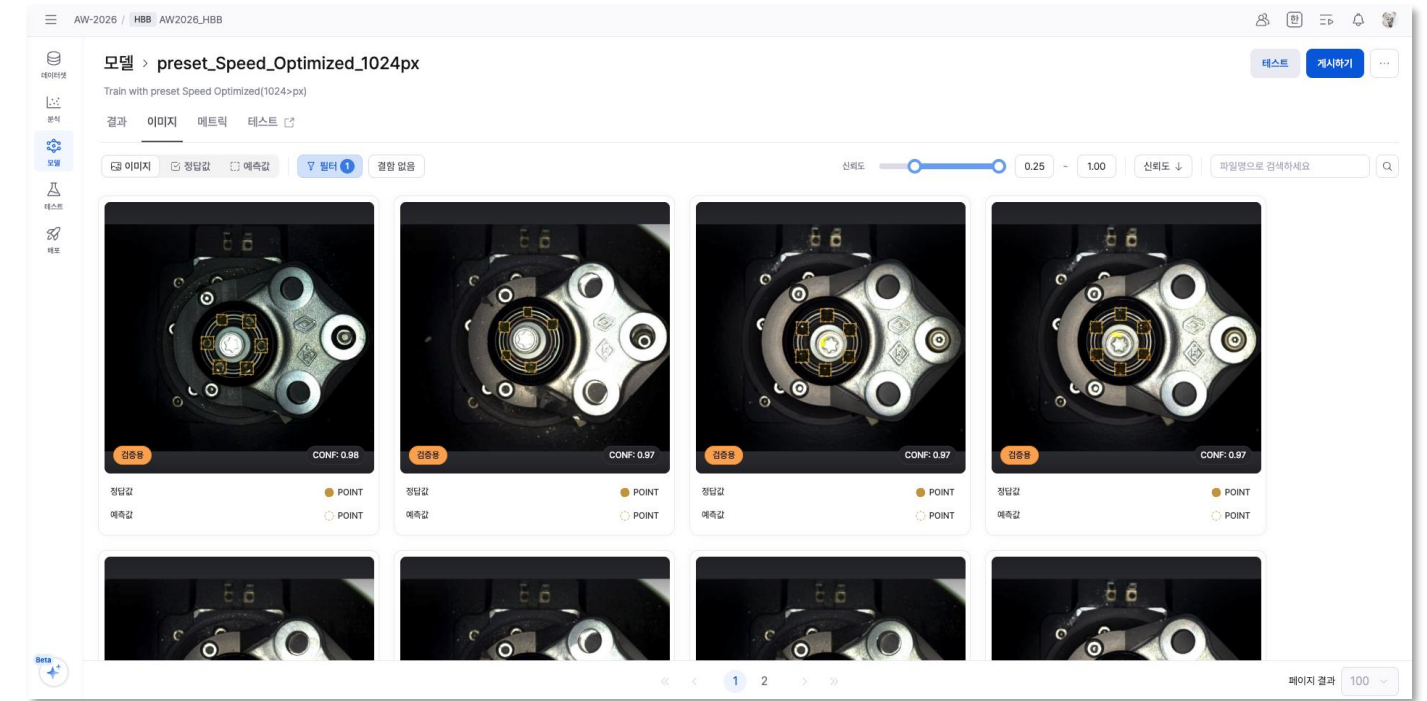 AW-2026 / HBB AW2026_HBB
한
데이터셋
분석
모델
테스트
배포
Beta
모델 > preset_Speed_Optimized_1024px
테스트 게시하기 ...
Train with preset Speed Optimized(1024>px)
결과 이미지 메트릭 테스트
이미지 정답값 예측값 필터 1 결함 없음
신뢰도 0.25 ~ 1.00 신뢰도 ↓ 파일명으로 검색하세요
검증용 CONF: 0.98
정답값 POINT
예측값 POINT
검증용 CONF: 0.97
정답값 POINT
예측값 POINT
검증용 CONF: 0.97
정답값 POINT
예측값 POINT
검증용 CONF: 0.97
정답값 POINT
예측값 POINT
« < 1 2 > »
페이지 결과 100